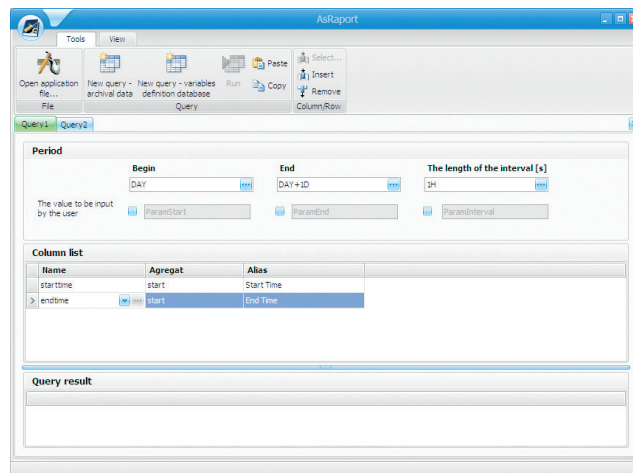 AsRaport
Tools View
Open application file...
New query - archival data
New query - variables definition database
Run
Paste
Copy
Select...
Insert
Remove
File Query Column/Row
Query1 Query2
Period
Begin End The length of the interval [s]
DAY DAY+1D 1H
The value to be input by the user
ParamStart ParamEnd ParamInterval
Column list
Name Agregat Alias
starttime start Start Time
endtime start End Time
Query result